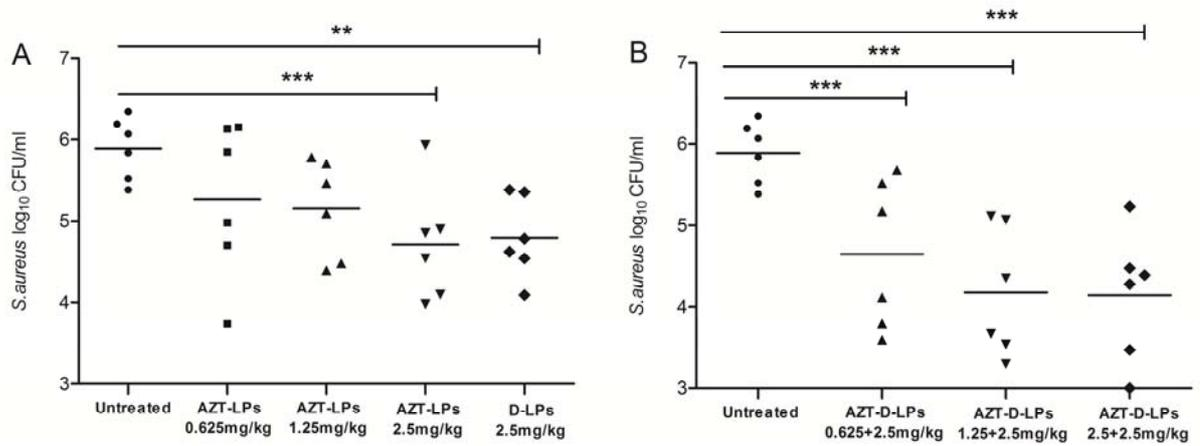 A
**
***
7
6
5
4
3
S.aureus log10 CFU/ml
Untreated
AZT-LPs
0.625mg/kg
AZT-LPs
1.25mg/kg
AZT-LPs
2.5mg/kg
D-LPs
2.5mg/kg
B
***
***
***
7
6
5
4
3
S.aureus log10 CFU/ml
Untreated
AZT-D-LPs
0.625+2.5mg/kg
AZT-D-LPs
1.25+2.5mg/kg
AZT-D-LPs
2.5+2.5mg/kg